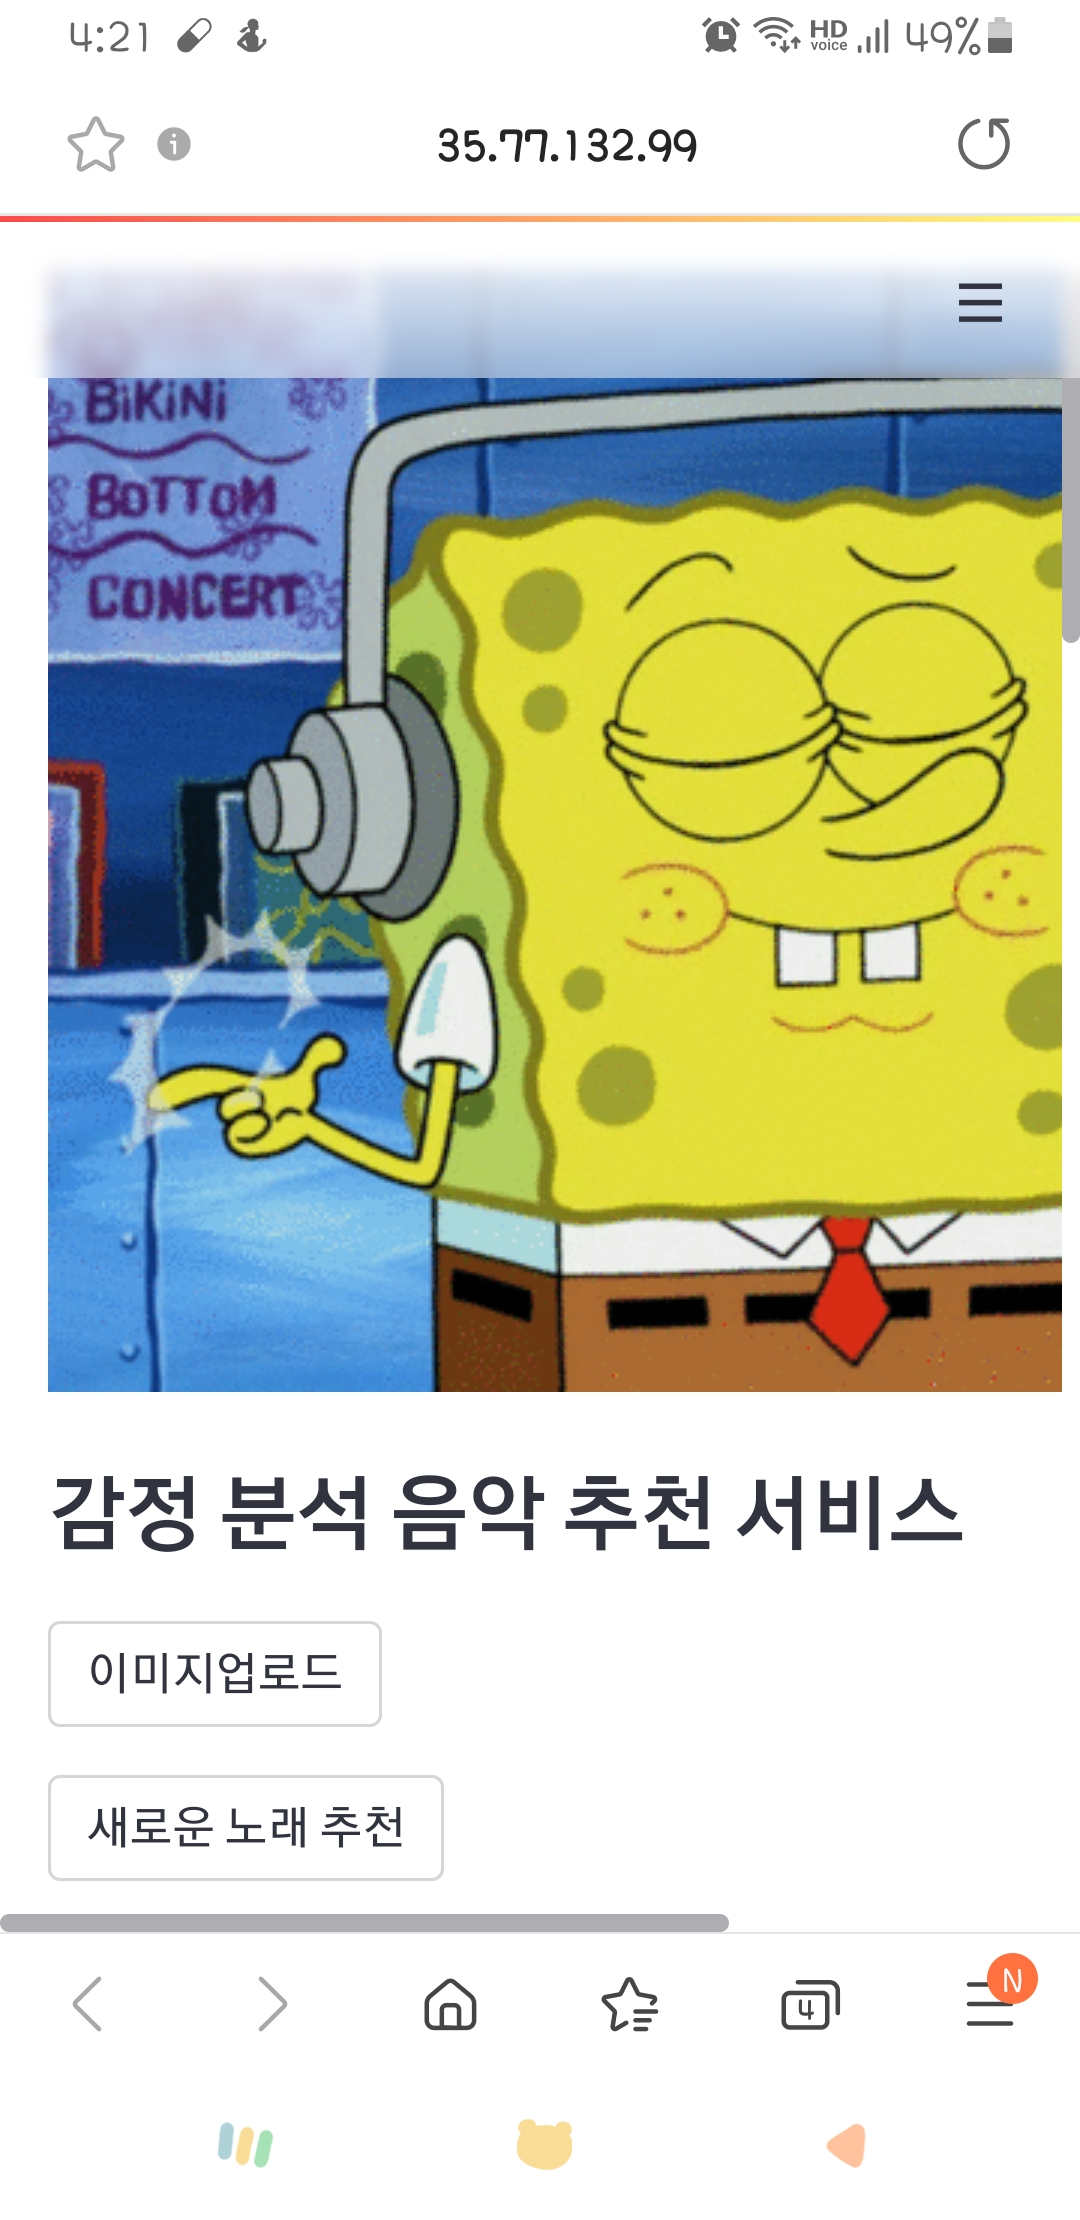 4:21
HD
voice
49%
35.77.132.99
BiKiNi
BOTTOM
CONCERT
감정 분석 음악 추천 서비스
이미지업로드
새로운 노래 추천
4
N